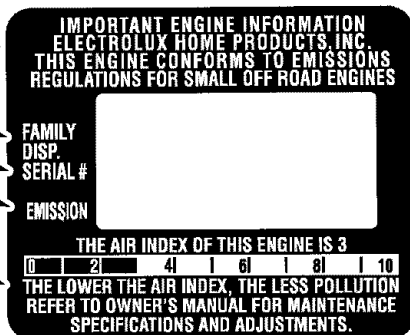 IMPORTANT ENGINE INFORMATION
ELECTROLUX HOME PRODUCTS, INC.
THIS ENGINE CONFORMS TO EMISSIONS
REGULATIONS FOR SMALL OFF ROAD ENGINES
FAMILY
DISP.
SERIAL #
EMISSION
THE AIR INDEX OF THIS ENGINE IS 3
0 2 4 6 8 10
THE LOWER THE AIR INDEX, THE LESS POLLUTION
REFER TO OWNER'S MANUAL FOR MAINTENANCE
SPECIFICATIONS AND ADJUSTMENTS.